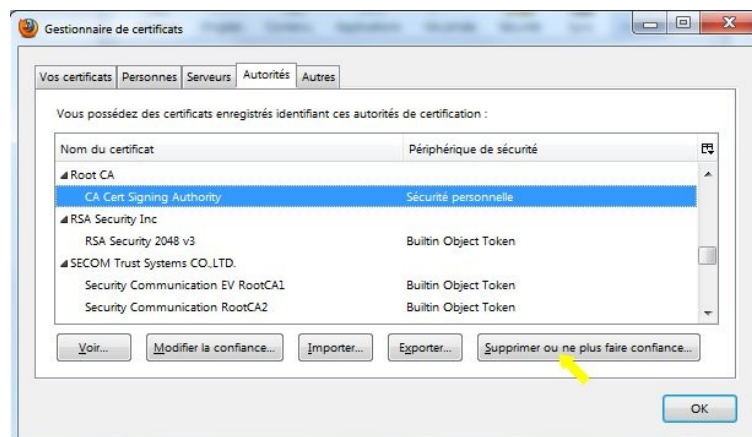 Gestionnaire de certificats
Vos certificats Personnes Serveurs Autorités Autres
Vous possédez des certificats enregistrés identifiant ces autorités de certification :
Nom du certificat Périphérique de sécurité
Root CA
CA Cert Signing Authority Sécurité personnelle
RSA Security Inc
RSA Security 2048 v3 Builtin Object Token
SECOM Trust Systems CO.,LTD.
Security Communication EV RootCA1 Builtin Object Token
Security Communication RootCA2 Builtin Object Token
Voir... Modifier la confiance... Importer... Exporter... Supprimer ou ne plus faire confiance...
OK